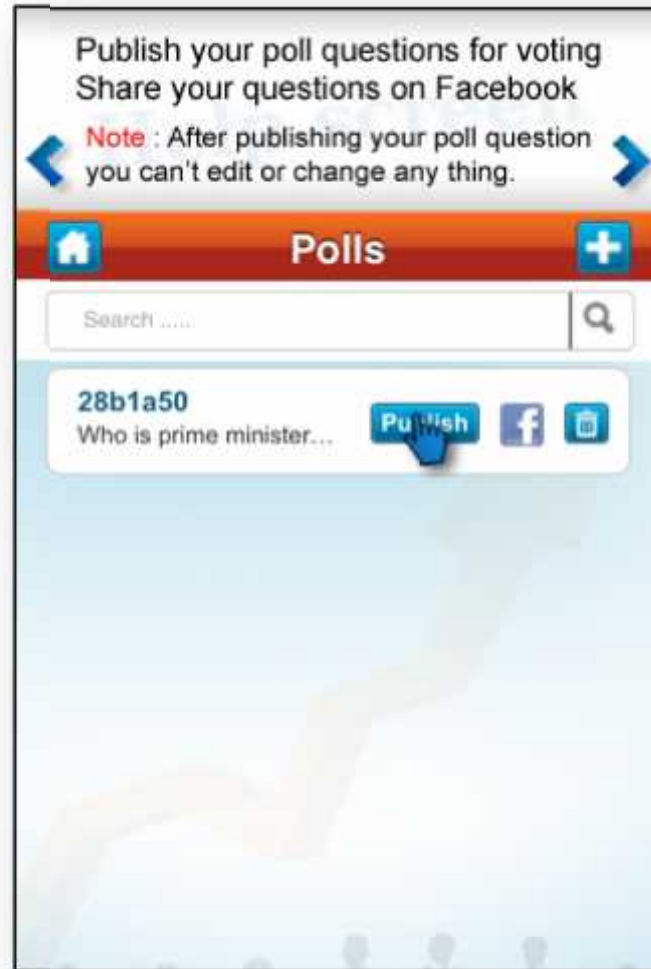 Publish your poll questions for voting
Share your questions on Facebook
Note : After publishing your poll question
you can't edit or change any thing.
Polls
Search .....
28b1a50
Who is prime minister...
Publish
f